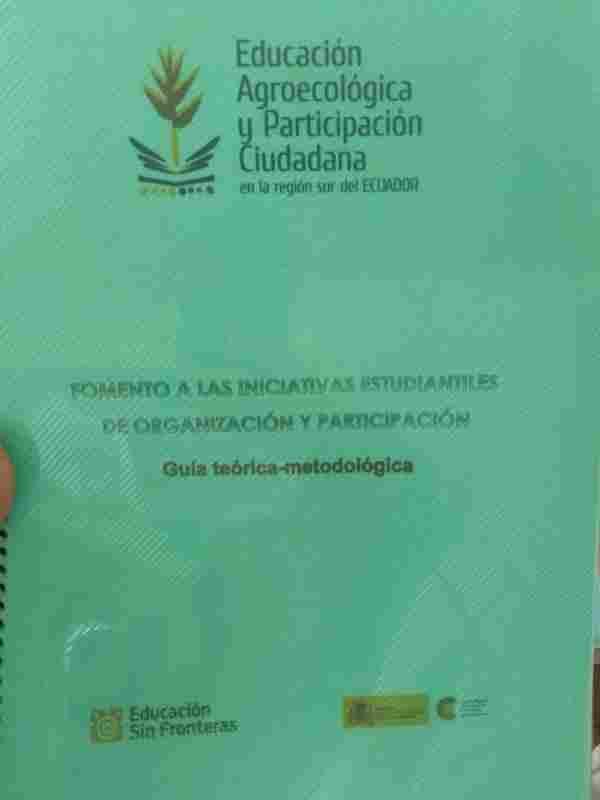 Educación
Agroecológica
y Participación
Ciudadana
en la región sur del ECUADOR
FOMENTO A LAS INICIATIVAS ESTUDIANTILES
DE ORGANIZACIÓN Y PARTICIPACIÓN
Guía teórica-metodológica
Educación
Sin Fronteras